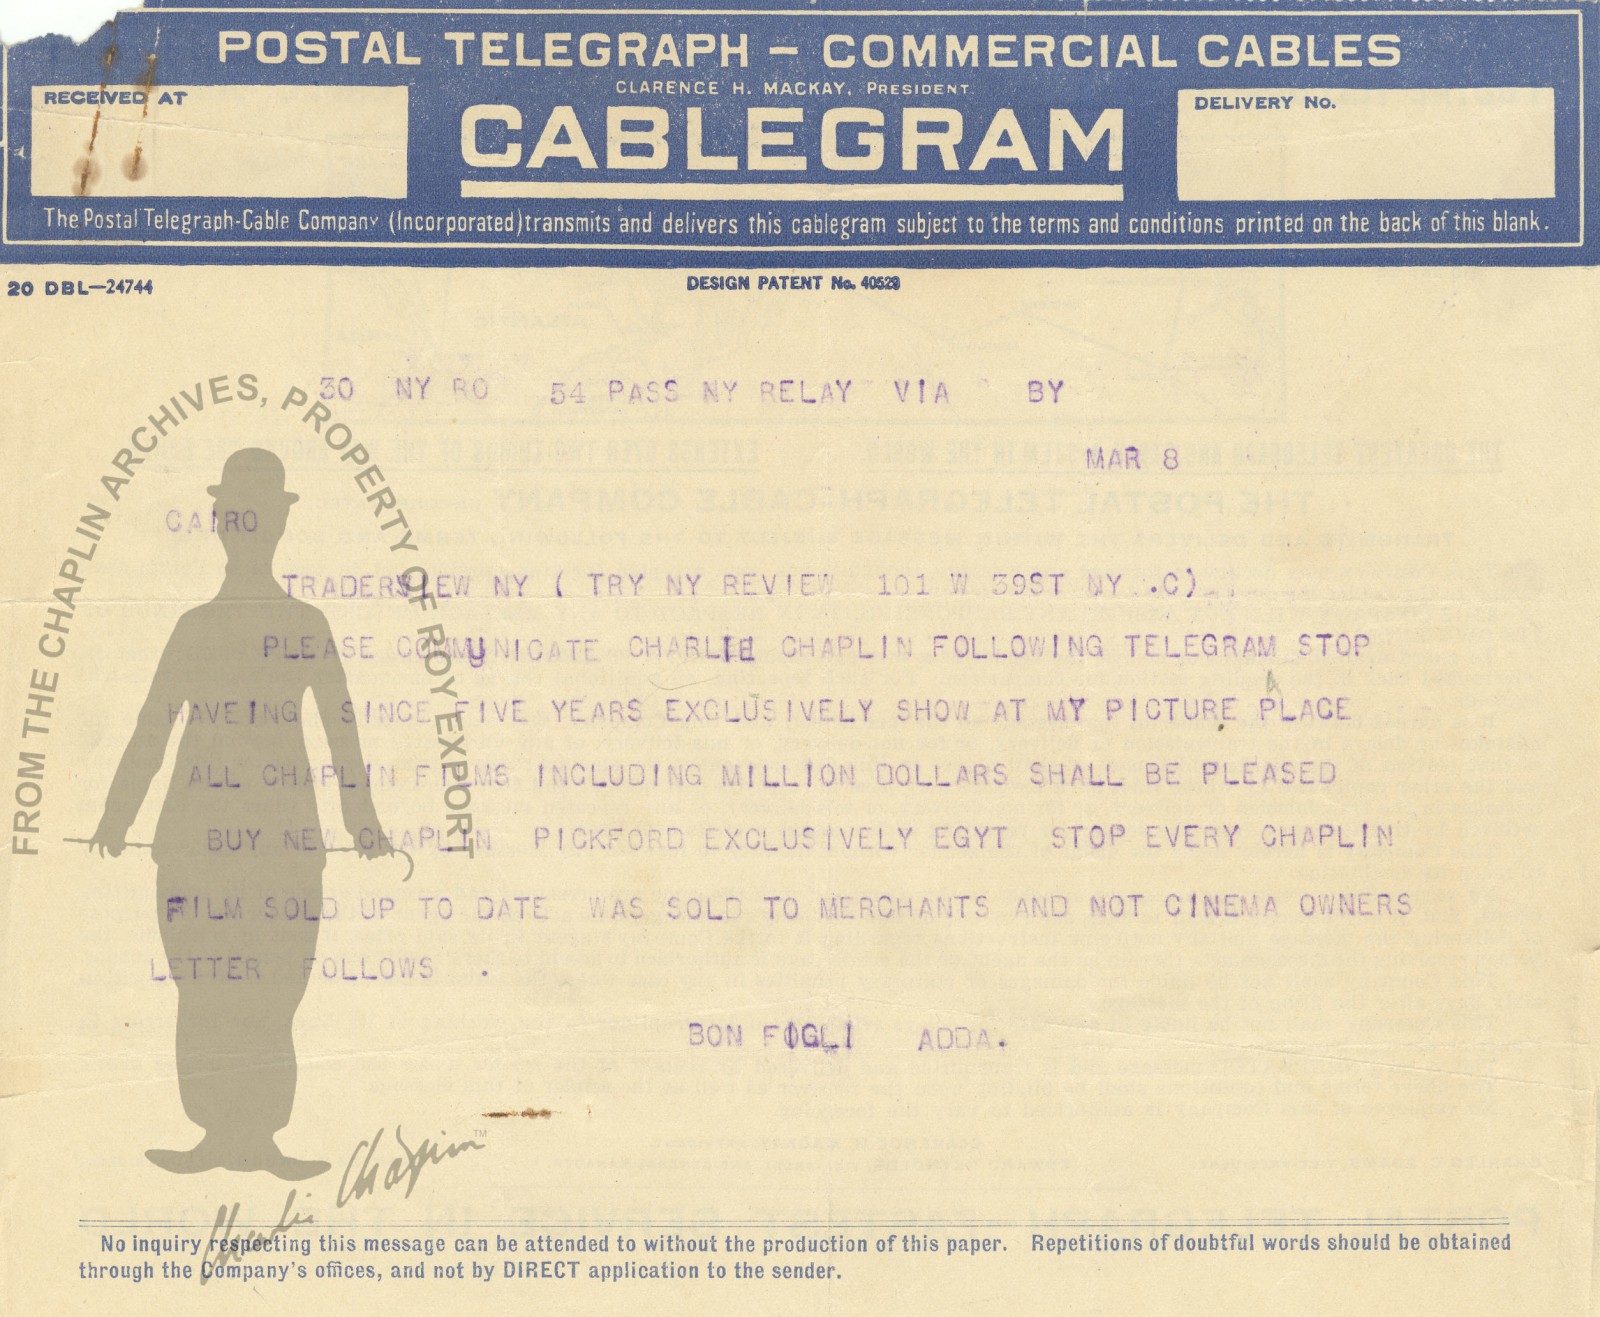 POSTAL TELEGRAPH – COMMERCIAL CABLES
CLARENCE H. MACKAY, PRESIDENT
RECEIVED AT
CABLEGRAM
DELIVERY No.
The Postal Telegraph-Cable Company (Incorporated) transmits and delivers this cablegram subject to the terms and conditions printed on the back of this blank.
20 DBL—24744
DESIGN PATENT No. 40529
30 NY RO 54 PASS NY RELAY VIA BY
MAR 8
CAIRO
TRADERVIEW NY ( TRY NY REVIEW 101 W 39ST NY .C)
PLEASE COMMUNICATE CHARLIE CHAPLIN FOLLOWING TELEGRAM STOP
HAVEING SINCE FIVE YEARS EXCLUSIVELY SHOW AT MY PICTURE PLACE
A
ALL CHAPLIN FILMS INCLUDING MILLION DOLLARS SHALL BE PLEASED
BUY NEW CHAPLIN PICKFORD EXCLUSIVELY EGYT STOP EVERY CHAPLIN
FILM SOLD UP TO DATE WAS SOLD TO MERCHANTS AND NOT CINEMA OWNERS
LETTER FOLLOWS .
BON FIGLI ADDA.
FROM THE CHAPLIN ARCHIVES, PROPERTY OF ROY EXPORT
Charlie Chaplin ™
No inquiry respecting this message can be attended to without the production of this paper. Repetitions of doubtful words should be obtained
through the Company's offices, and not by DIRECT application to the sender.